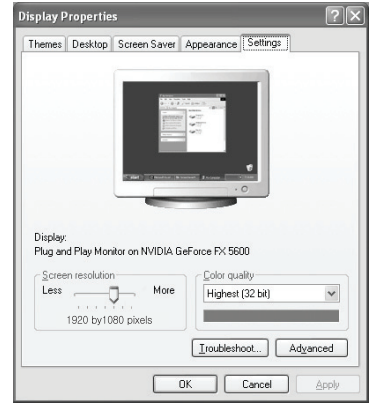 Display Properties
Themes Desktop Screen Saver Appearance Settings
Display:
Plug and Play Monitor on NVIDIA GeForce FX 5600
Screen resolution
Less More
1920 by1080 pixels
Color quality
Highest (32 bit)
Troubleshoot... Advanced
OK Cancel Apply